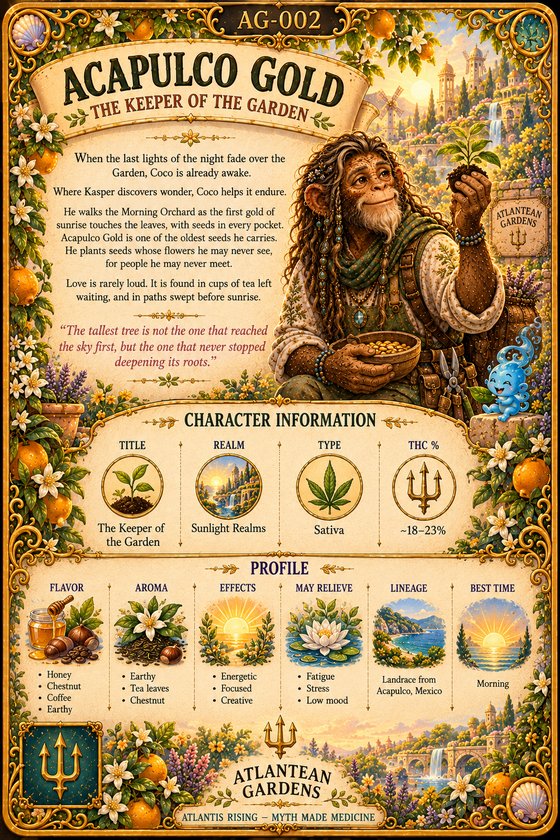 AG-002
ACAPULCO GOLD
THE KEEPER OF THE GARDEN
When the last lights of the night fade over the
Garden, Coco is already awake.
Where Kasper discovers wonder, Coco helps it endure.
He walks the Morning Orchard as the first gold of
sunrise touches the leaves, with seeds in every pocket.
Acapulco Gold is one of the oldest seeds he carries.
He plants seeds whose flowers he may never see,
for people he may never meet.
Love is rarely loud. It is found in cups of tea left
waiting, and in paths swept before sunrise.
“The tallest tree is not the one that reached
the sky first, but the one that never stopped
deepening its roots.”
ATLANTEAN
GARDENS
CHARACTER INFORMATION
TITLE
The Keeper of
the Garden
REALM
Sunlight Realms
TYPE
Sativa
THC %
~18–23%
PROFILE
FLAVOR
• Honey
• Chestnut
• Coffee
• Earthy
AROMA
• Earthy
• Tea leaves
• Chestnut
EFFECTS
• Energetic
• Focused
• Creative
MAY RELIEVE
• Fatigue
• Stress
• Low mood
LINEAGE
Landrace from
Acapulco, Mexico
BEST TIME
Morning
ATLANTEAN
GARDENS
ATLANTIS RISING — MYTH MADE MEDICINE